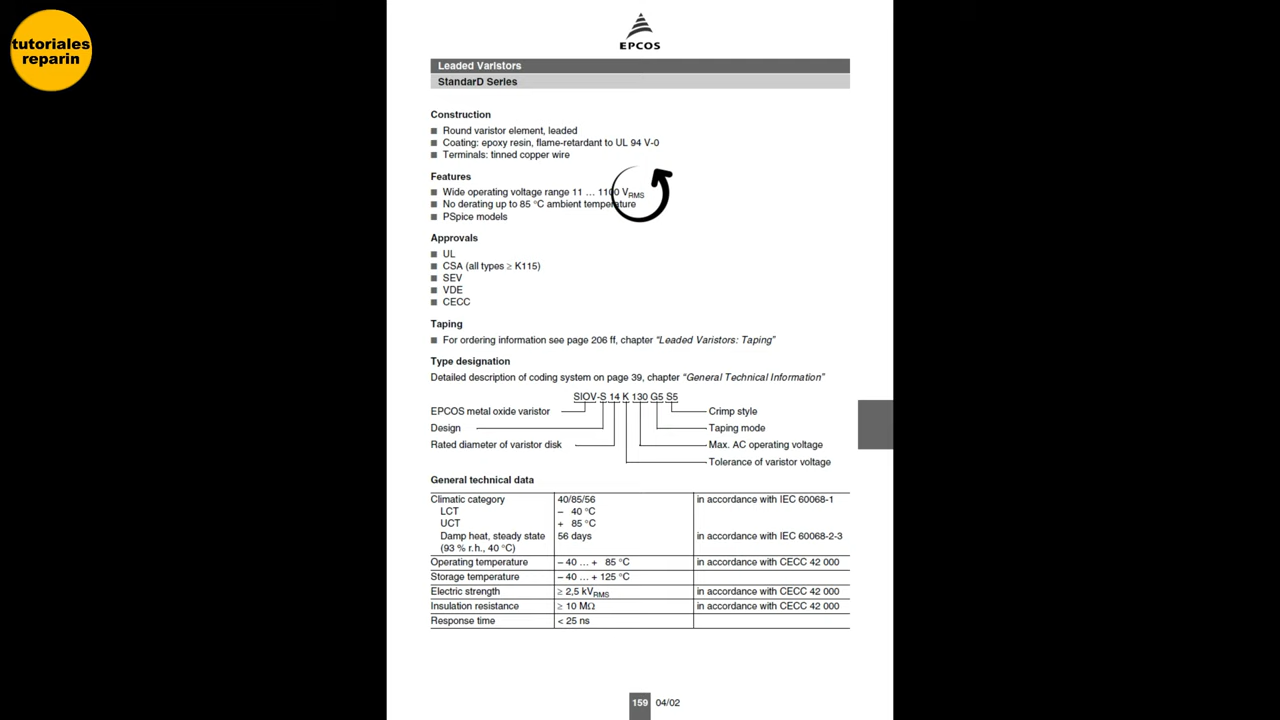 tutoriales
reparin
EPCOS
Leaded Varistors
StandarD Series
Construction
■ Round varistor element, leaded
■ Coating: epoxy resin, flame-retardant to UL 94 V-0
■ Terminals: tinned copper wire
Features
■ Wide operating voltage range 11 … 1100 VRMS
■ No derating up to 85 °C ambient temperature
■ PSpice models
Approvals
■ UL
■ CSA (all types ≥ K115)
■ SEV
■ VDE
■ CECC
Taping
■ For ordering information see page 206 ff, chapter “Leaded Varistors: Taping”
Type designation
Detailed description of coding system on page 39, chapter “General Technical Information”
SIOV-S 14 K 130 G5 S5
EPCOS metal oxide varistor Crimp style
Design Taping mode
Rated diameter of varistor disk Max. AC operating voltage
Tolerance of varistor voltage
General technical data
Climatic category 40/85/56 in accordance with IEC 60068-1
LCT – 40 °C
UCT + 85 °C
Damp heat, steady state 56 days in accordance with IEC 60068-2-3
(93 % r.h., 40 °C)
Operating temperature – 40 … + 85 °C in accordance with CECC 42 000
Storage temperature – 40 … + 125 °C
Electric strength ≥ 2,5 kVRMS in accordance with CECC 42 000
Insulation resistance ≥ 10 MΩ in accordance with CECC 42 000
Response time < 25 ns
159 04/02